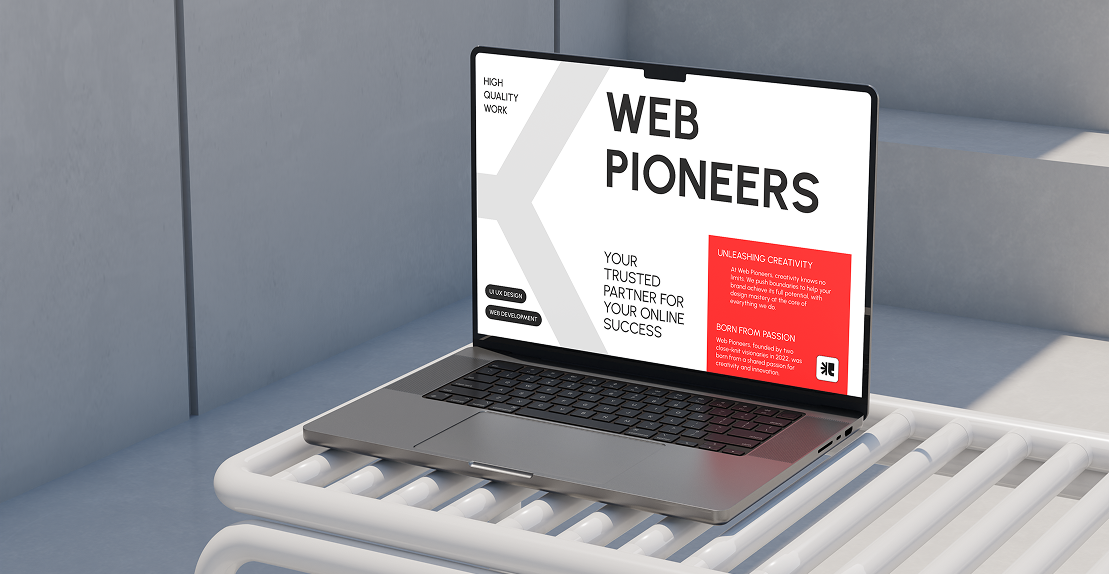 HIGH
QUALITY
WORK
WEB
PIONEERS
UI UX DESIGN
WEB DEVELOPMENT
YOUR
TRUSTED
PARTNER FOR
YOUR ONLINE
SUCCESS
UNLEASHING CREATIVITY
At Web Pioneers, creativity knows no
limits. We push boundaries to help your
brand achieve its full potential, with
design mastery at the core of
everything we do.
BORN FROM PASSION
Web Pioneers, founded by two
close-knit visionaries in 2022, was
born from a shared passion for
creativity and innovation.